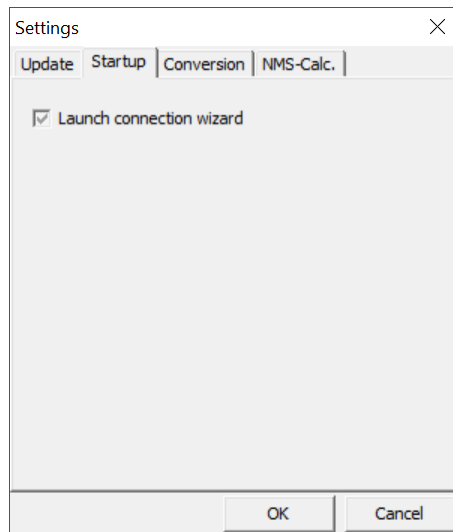 Settings
Update Startup Conversion NMS-Calc.
Launch connection wizard
OK Cancel